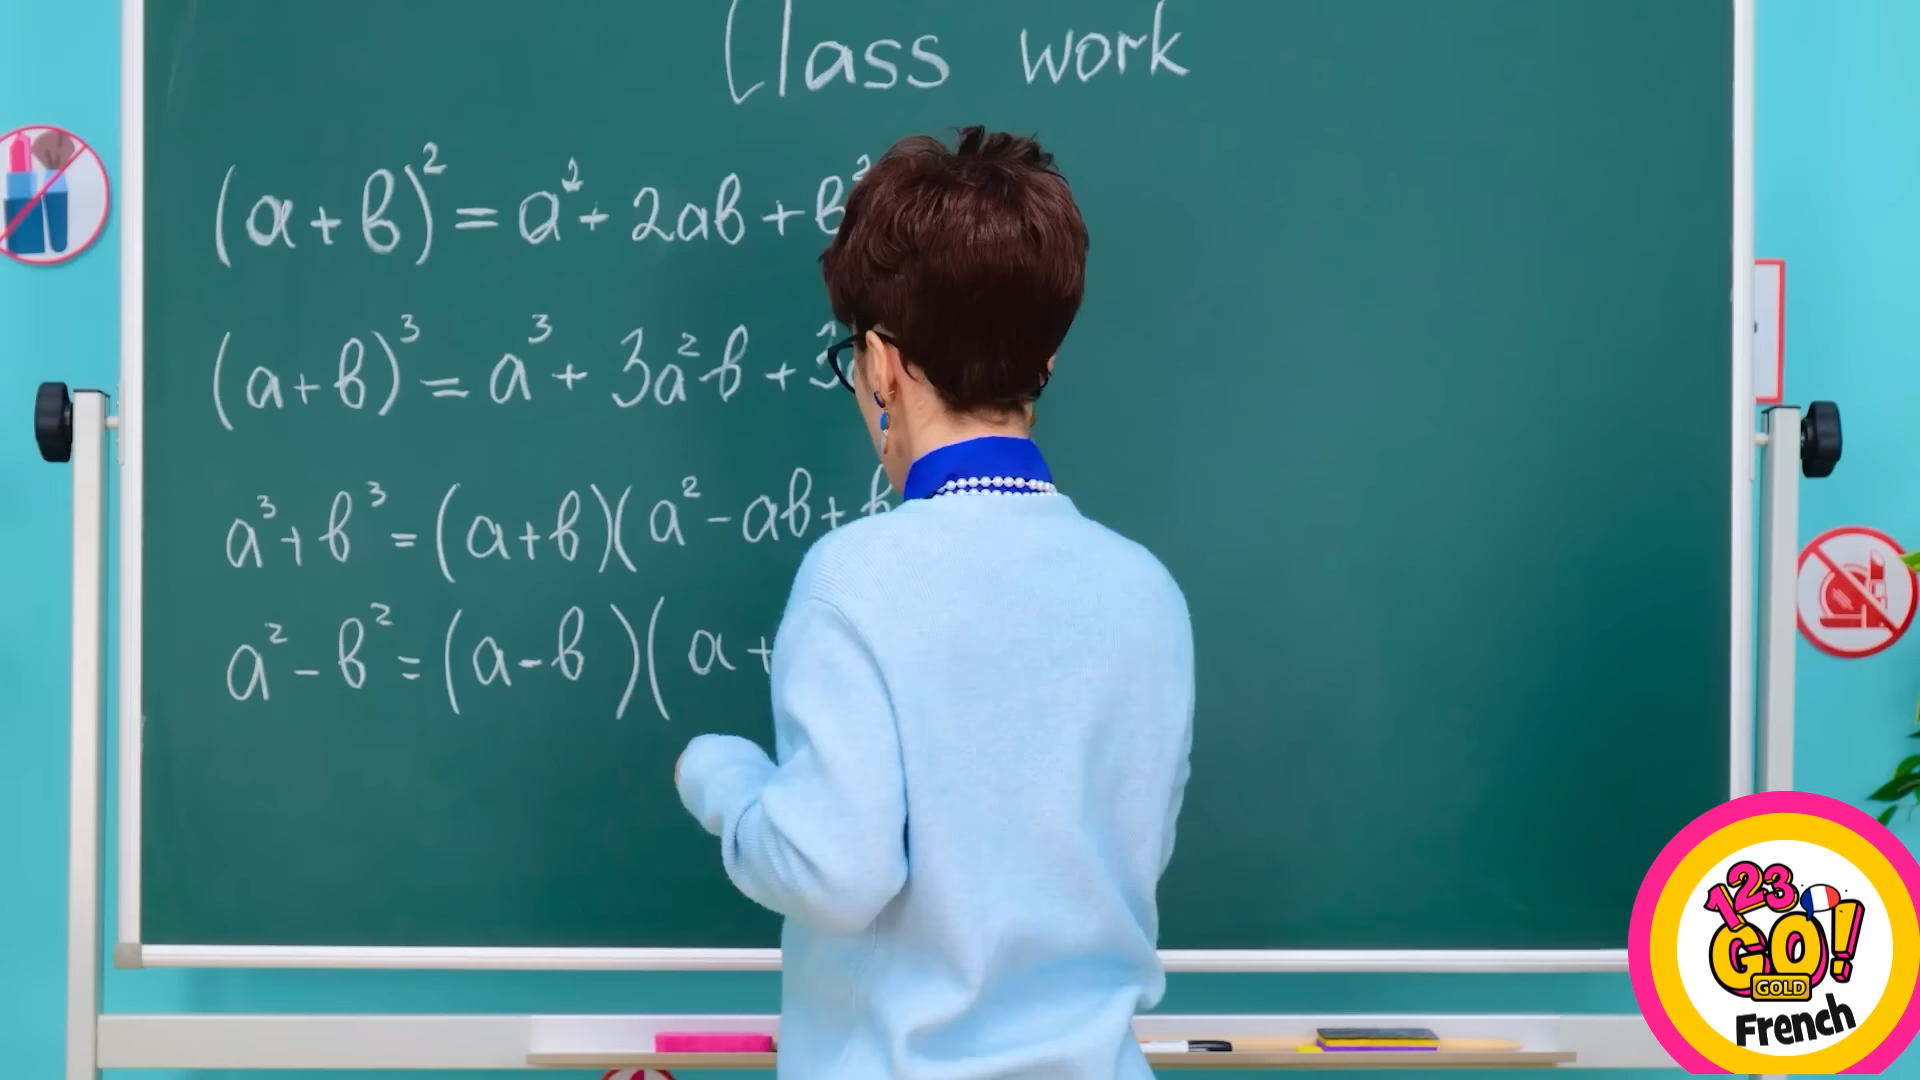 Class work
(a+b)² = a² + 2ab + b²
(a+b)³ = a³ + 3a²b + 3
a³ + b³ = (a+b)(a² - ab + b
a² - b² = (a-b)(a+
123
GO!
GOLD
French